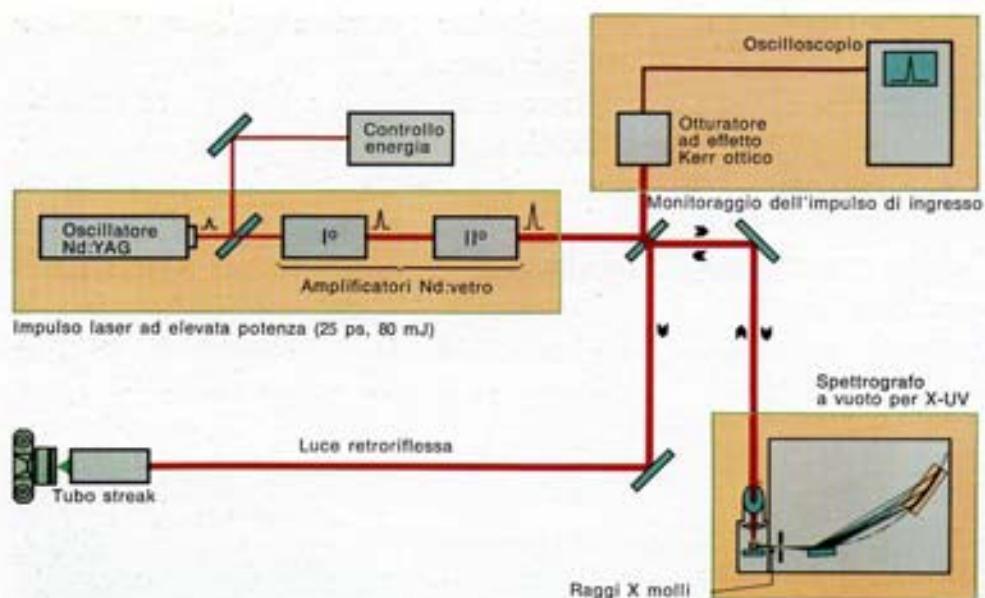 Oscilloscopio
Controllo
energia
Otturatore
ad effetto
Kerr ottico
Monitoraggio dell'impulso di ingresso
Oscillatore
Nd:YAG
I°
II°
Amplificatori Nd:vetro
Impulso laser ad elevata potenza (25 ps, 80 mJ)
Spettrografo
a vuoto per X-UV
Luce retroriflessa
Tubo streak
Raggi X molli